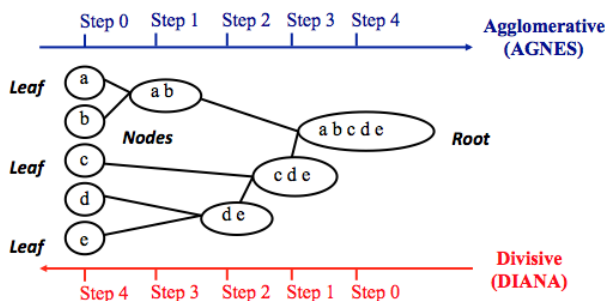 Step 0 Step 1 Step 2 Step 3 Step 4
Agglomerative
(AGNES)
Leaf
a
a b
b
Nodes
a b c d e
Root
Leaf
c
c d e
d
d e
Leaf
e
Divisive
(DIANA)
Step 4 Step 3 Step 2 Step 1 Step 0